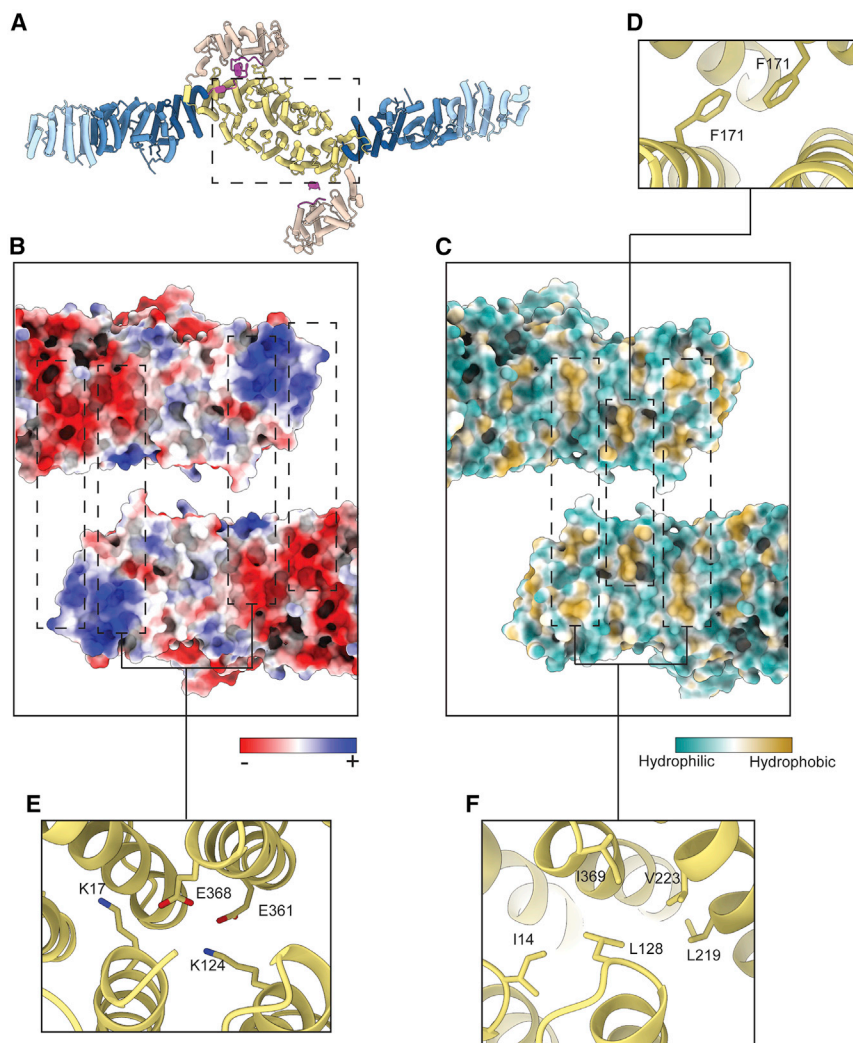 A
D
F171
F171
B
C
- +
Hydrophilic Hydrophobic
E
K17
E368
E361
K124
F
I369
V223
I14
L128
L219